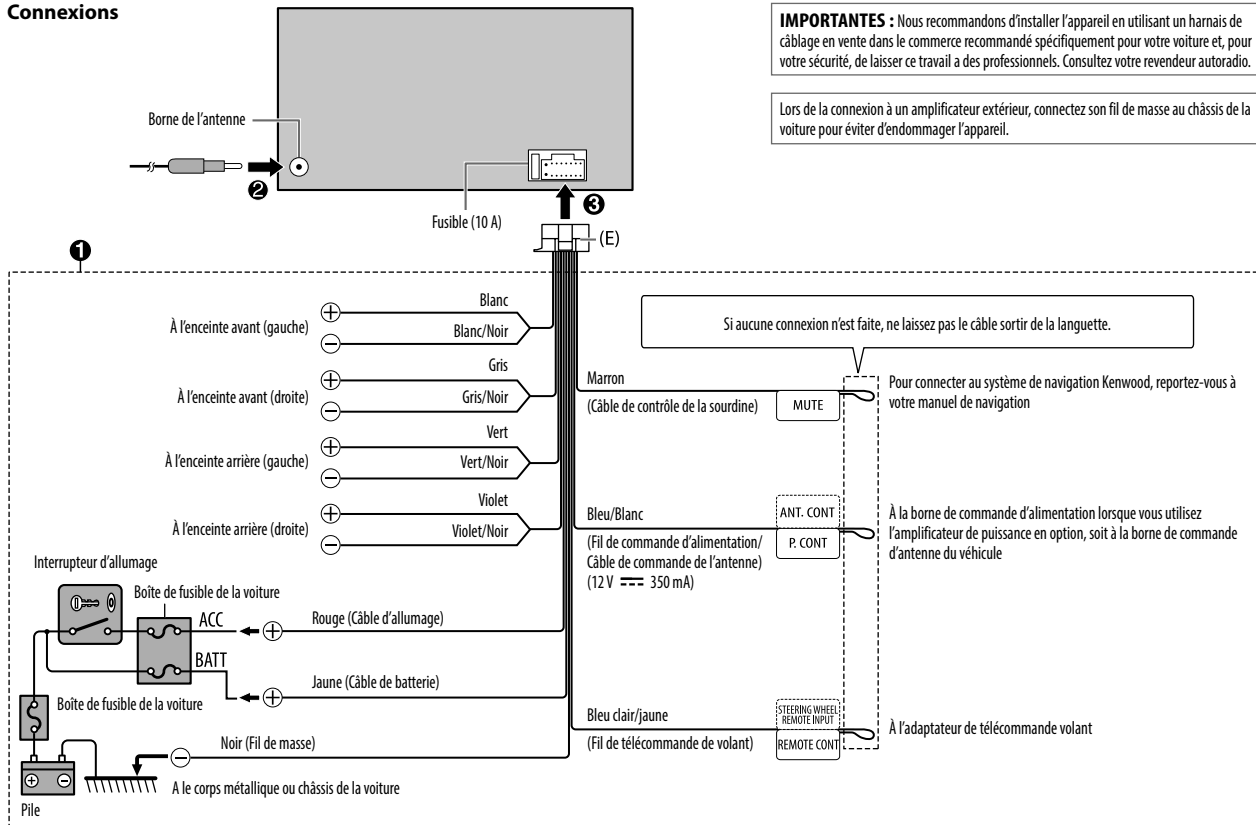 Connexions
IMPORTANTES : Nous recommandons d'installer l'appareil en utilisant un harnais de
câblage en vente dans le commerce recommandé spécifiquement pour votre voiture et, pour
votre sécurité, de laisser ce travail a des professionnels. Consultez votre revendeur autoradio.
Lors de la connexion à un amplificateur extérieur, connectez son fil de masse au châssis de la
voiture pour éviter d'endommager l'appareil.
Borne de l'antenne
2
3
Fusible (10 A)
(E)
1
Blanc
À l'enceinte avant (gauche)
Blanc/Noir
Gris
À l'enceinte avant (droite)
Gris/Noir
Vert
À l'enceinte arrière (gauche)
Vert/Noir
Violet
À l'enceinte arrière (droite)
Violet/Noir
Si aucune connexion n'est faite, ne laissez pas le câble sortir de la languette.
Marron
(Câble de contrôle de la sourdine)
MUTE
Pour connecter au système de navigation Kenwood, reportez-vous à
votre manuel de navigation
Bleu/Blanc
(Fil de commande d'alimentation/
Câble de commande de l'antenne)
(12 V 350 mA)
ANT. CONT
P. CONT
À la borne de commande d'alimentation lorsque vous utilisez
l'amplificateur de puissance en option, soit à la borne de commande
d'antenne du véhicule
Interrupteur d'allumage
Boîte de fusible de la voiture
ACC
Rouge (Câble d'allumage)
BATT
Jaune (Câble de batterie)
Boîte de fusible de la voiture
Bleu clair/jaune
(Fil de télécommande de volant)
STEERING WHEEL
REMOTE INPUT
REMOTE CONT
À l'adaptateur de télécommande volant
Noir (Fil de masse)
A le corps métallique ou châssis de la voiture
Pile